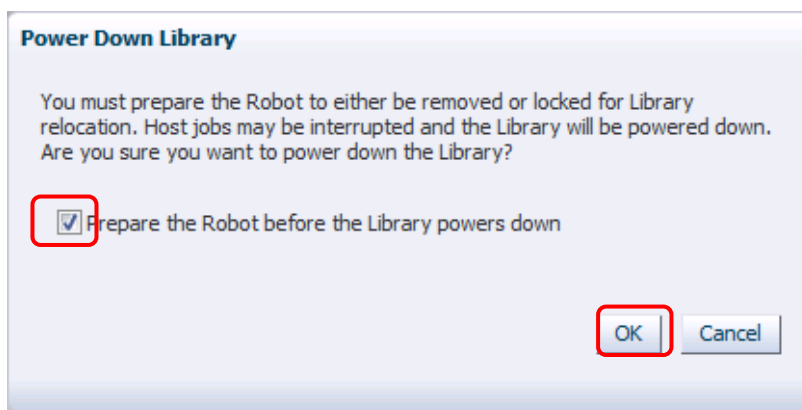 Power Down Library
You must prepare the Robot to either be removed or locked for Library
relocation. Host jobs may be interrupted and the Library will be powered down.
Are you sure you want to power down the Library?
Prepare the Robot before the Library powers down
OK Cancel